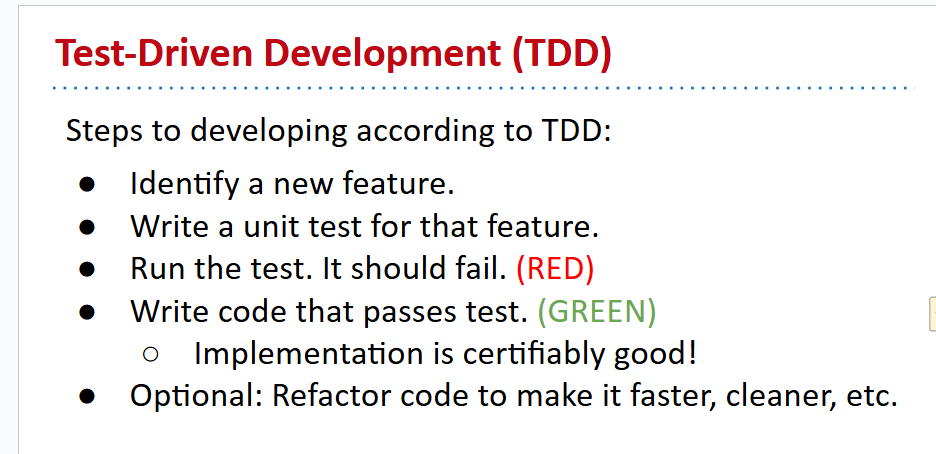 Test-Driven Development (TDD)
Steps to developing according to TDD:
● Identify a new feature.
● Write a unit test for that feature.
● Run the test. It should fail. (RED)
● Write code that passes test. (GREEN)
○ Implementation is certifiably good!
● Optional: Refactor code to make it faster, cleaner, etc.